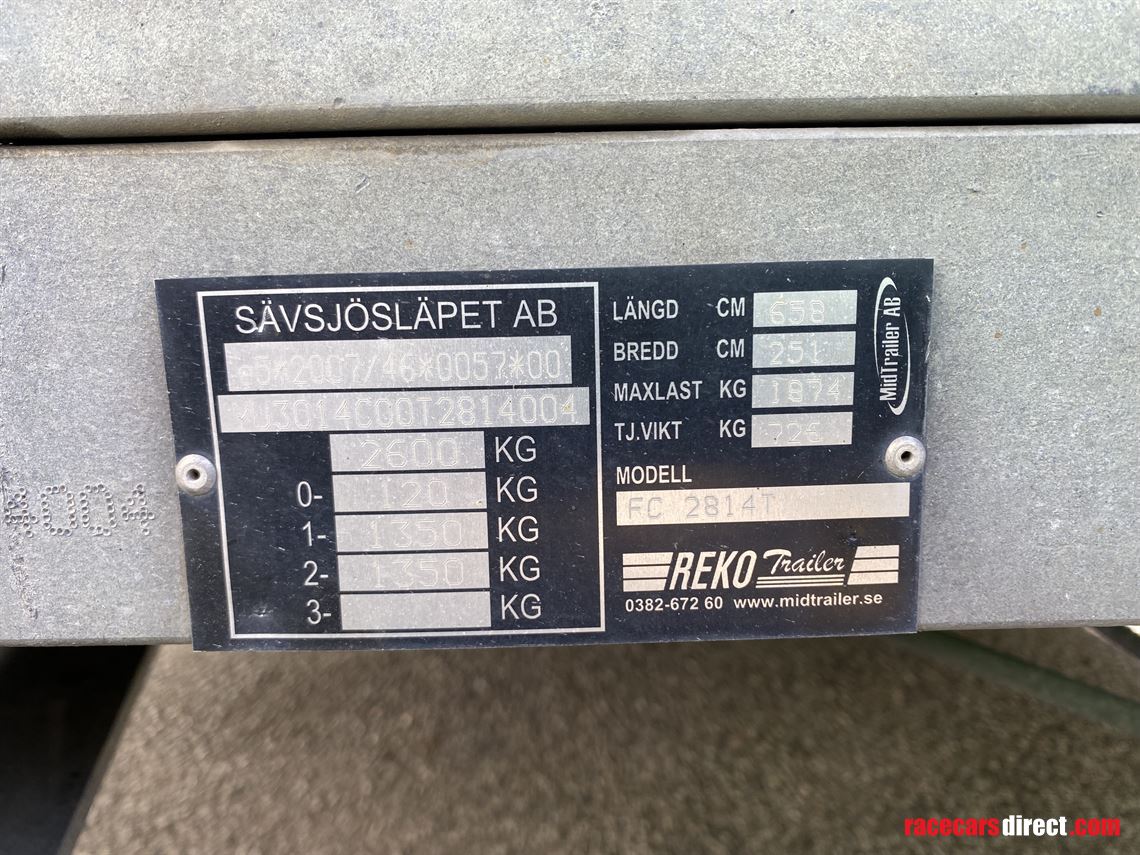 SÄVSJÖSLÄPET AB
e5*2007/46*0057*00
2600 KG
0- 120 KG
1- 1350 KG
2- 1350 KG
3- KG
LÄNGD CM 658
BREDD CM 251
MAXLAST KG 1874
TJ.VIKT KG 726
MODELL
FC 2814T
REKO Trailer
0382-672 60 www.midtrailer.se
MidTrailer AB
4004
racecarsdirect.com